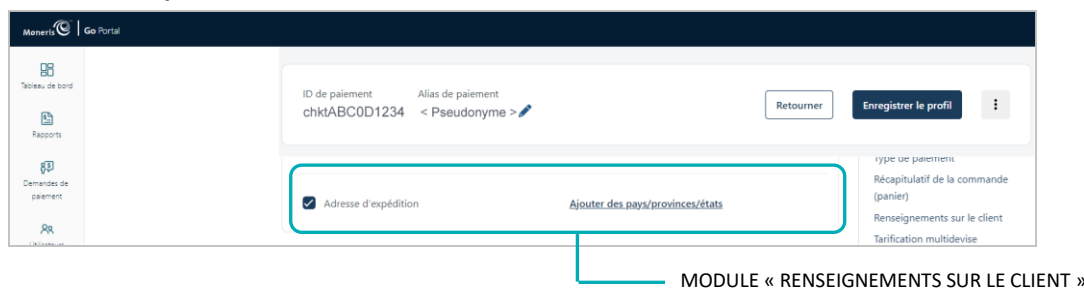 Moneris Go Portal
Tableau de bord
Rapports
Demandes de
paiement
Utilisateurs
ID de paiement
chktABC0D1234
Alias de paiement
< Pseudonyme >
Retourner
Enregistrer le profil
Adresse d'expédition
Ajouter des pays/provinces/états
Type de paiement
Récapitulatif de la commande
(panier)
Renseignements sur le client
Tarification multidevise
MODULE « RENSEIGNEMENTS SUR LE CLIENT »